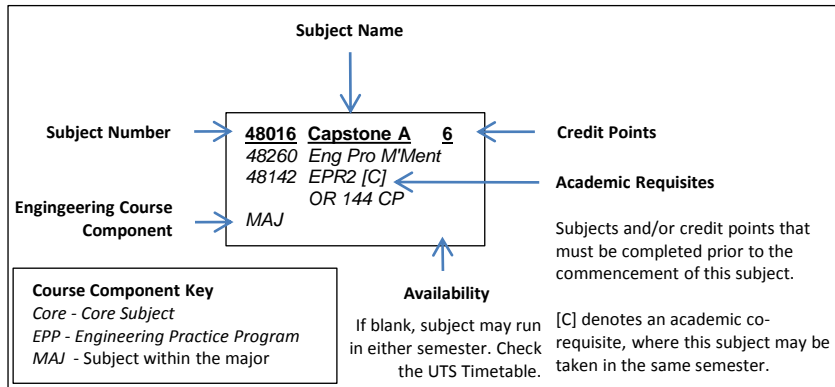 Subject Name
Subject Number
48016 Capstone A 6
Credit Points
48260 Eng Pro M'Ment
48142 EPR2 [C]
OR 144 CP
MAJ
Academic Requisites
Engingeering Course
Component
Subjects and/or credit points that
must be completed prior to the
commencement of this subject.
[C] denotes an academic co-
requisite, where this subject may be
taken in the same semester.
Availability
If blank, subject may run
in either semester. Check
the UTS Timetable.
Course Component Key
Core - Core Subject
EPP - Engineering Practice Program
MAJ - Subject within the major